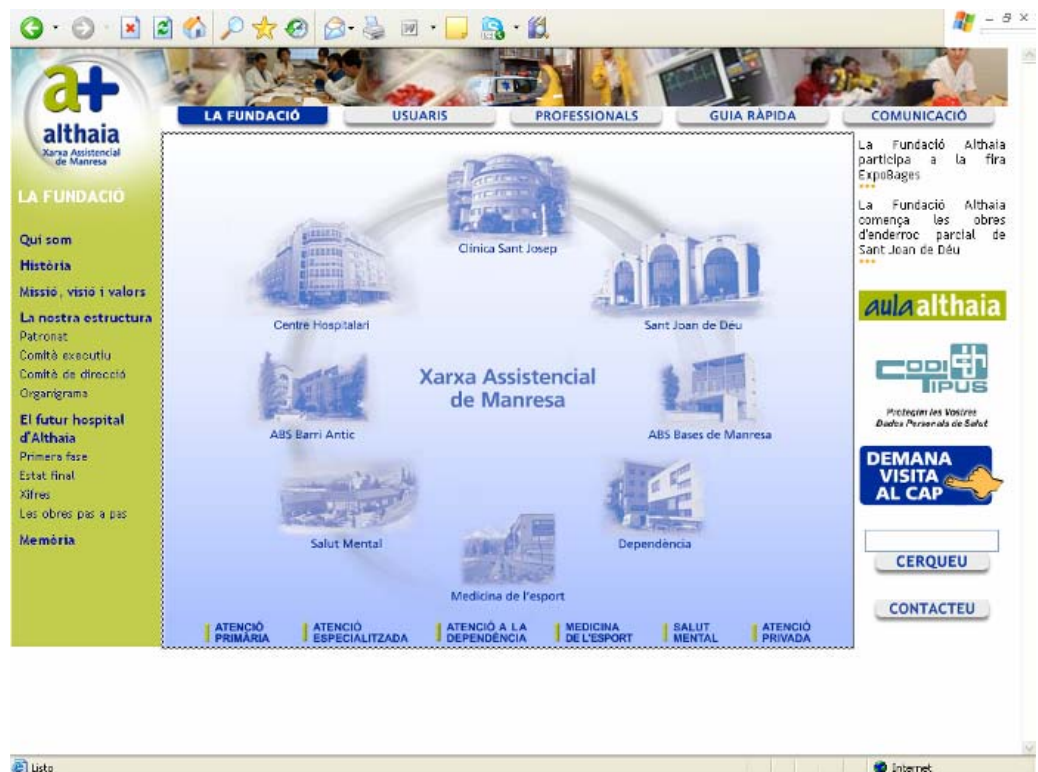 a+
althaia
Xarxa Assistencial
de Manresa
LA FUNDACIÓ
USUARIS
PROFESSIONALS
GUIA RÀPIDA
COMUNICACIÓ
LA FUNDACIÓ
Qui som
Història
Missió, visió i valors
La nostra estructura
Patronat
Comitè executiu
Comitè de direcció
Organigrama
El futur hospital
d'Althaia
Primera fase
Estat final
Xifres
Les obres pas a pas
Memòria
Clínica Sant Josep
Centre Hospitalari
Sant Joan de Déu
Xarxa Assistencial
de Manresa
ABS Barri Antic
ABS Bases de Manresa
Salut Mental
Dependència
Medicina de l'esport
ATENCIÓ
PRIMÀRIA
ATENCIÓ
ESPECIALITZADA
ATENCIÓ A LA
DEPENDÈNCIA
MEDICINA
DE L'ESPORT
SALUT
MENTAL
ATENCIÓ
PRIVADA
La Fundació Althaia
participa a la fira
ExpoBages
La Fundació Althaia
comença les obres
d'enderroc parcial de
Sant Joan de Déu
aula althaia
CODI
TIPUS
Protegim les Vostres
Dades Personals de Salut
DEMANA
VISITA
AL CAP
CERQUEU
CONTACTEU
Listo
Internet